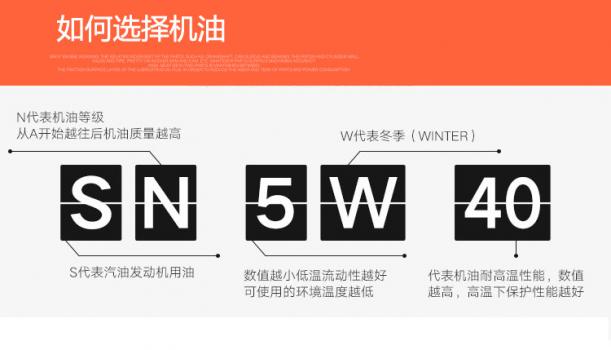 如何选择机油
N代表机油等级
从A开始越往后机油质量越高
W代表冬季（WINTER）
SN 5W 40
S代表汽油发动机用油
数值越小低温流动性越好
可使用的环境温度越低
代表机油耐高温性能，数值
越高，高温下保护性能越好